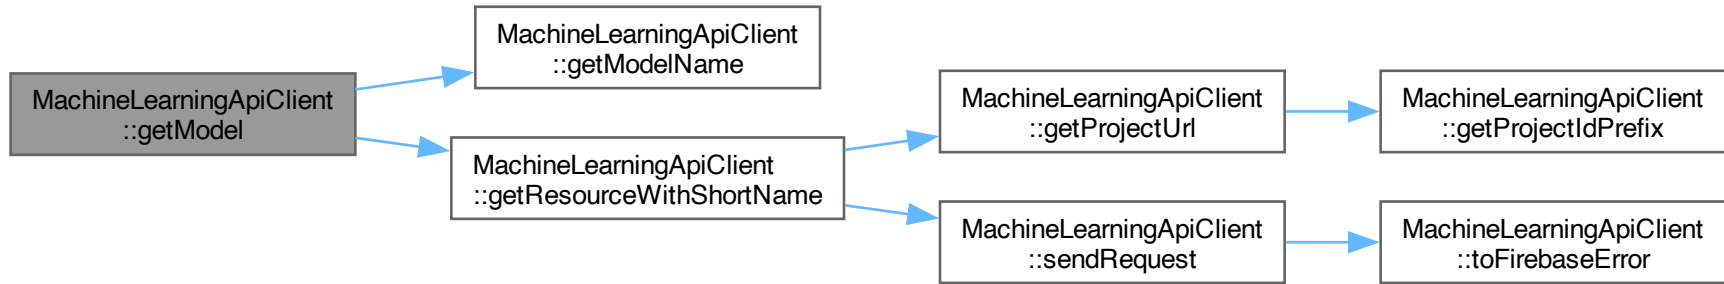 MachineLearningApiClient
::getModel
MachineLearningApiClient
::getModelName
MachineLearningApiClient
::getResourceWithShortName
MachineLearningApiClient
::getProjectUrl
MachineLearningApiClient
::sendRequest
MachineLearningApiClient
::getProjectIdPrefix
MachineLearningApiClient
::toFirebaseError